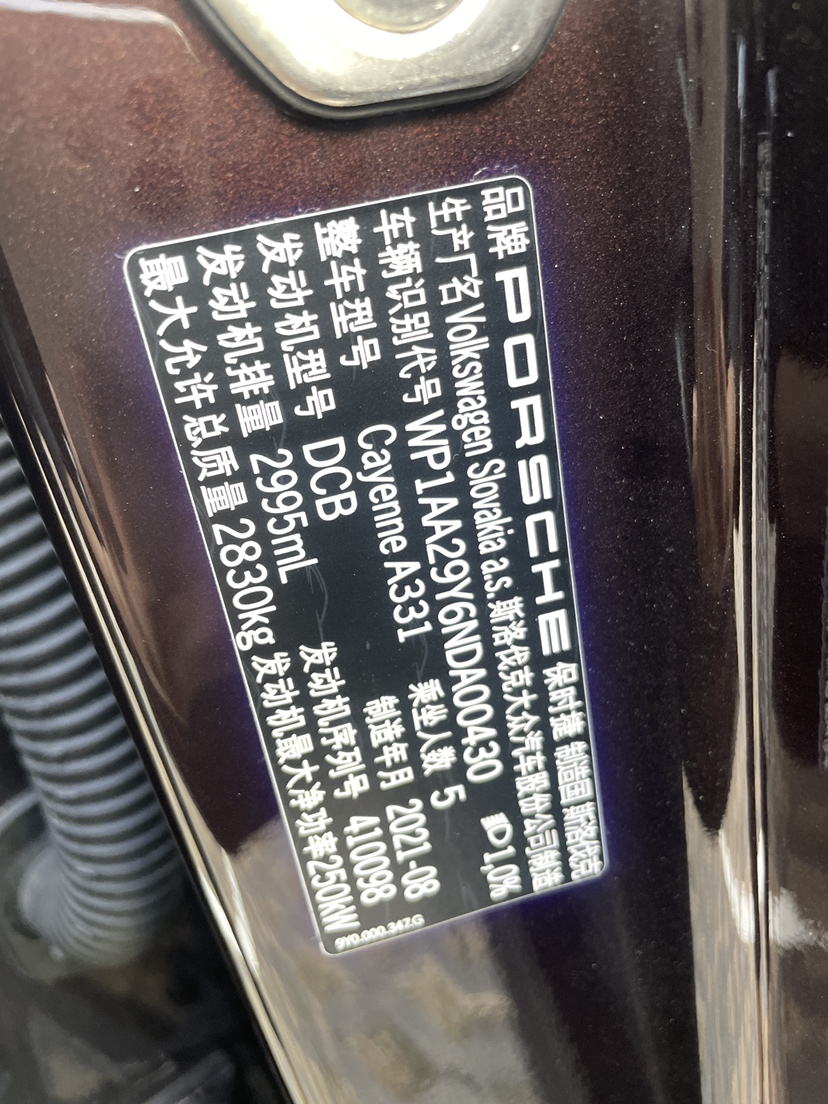 品牌 PORSCHE 保时捷 制造国 斯洛伐克
生产厂名 Volkswagen Slovakia a.s. 斯洛伐克大众汽车股份公司制造
车辆识别代号 WP1AA29Y6NDA00430 1,0%
整车型号 Cayenne A331 乘坐人数 5
发动机型号 DCB 制造年月 2021-08
发动机排量 2995mL 发动机序列号 410098
最大允许总质量 2830kg 发动机最大净功率 250kW
9Y0.000.347.G